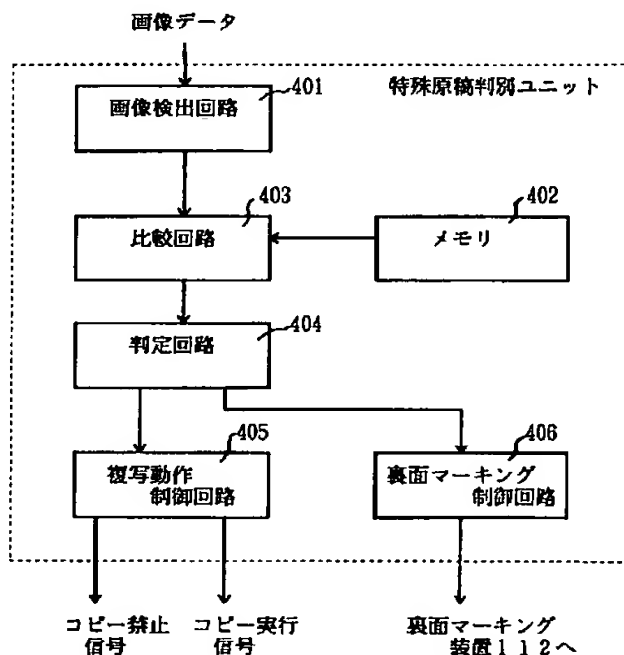 画像データ
特殊原稿判別ユニット
401
画像検出回路
403
比較回路
402
メモリ
404
判定回路
405
複写動作
制御回路
406
裏面マーキング
制御回路
コピー禁止
信号
コピー実行
信号
裏面マーキング
装置112へ